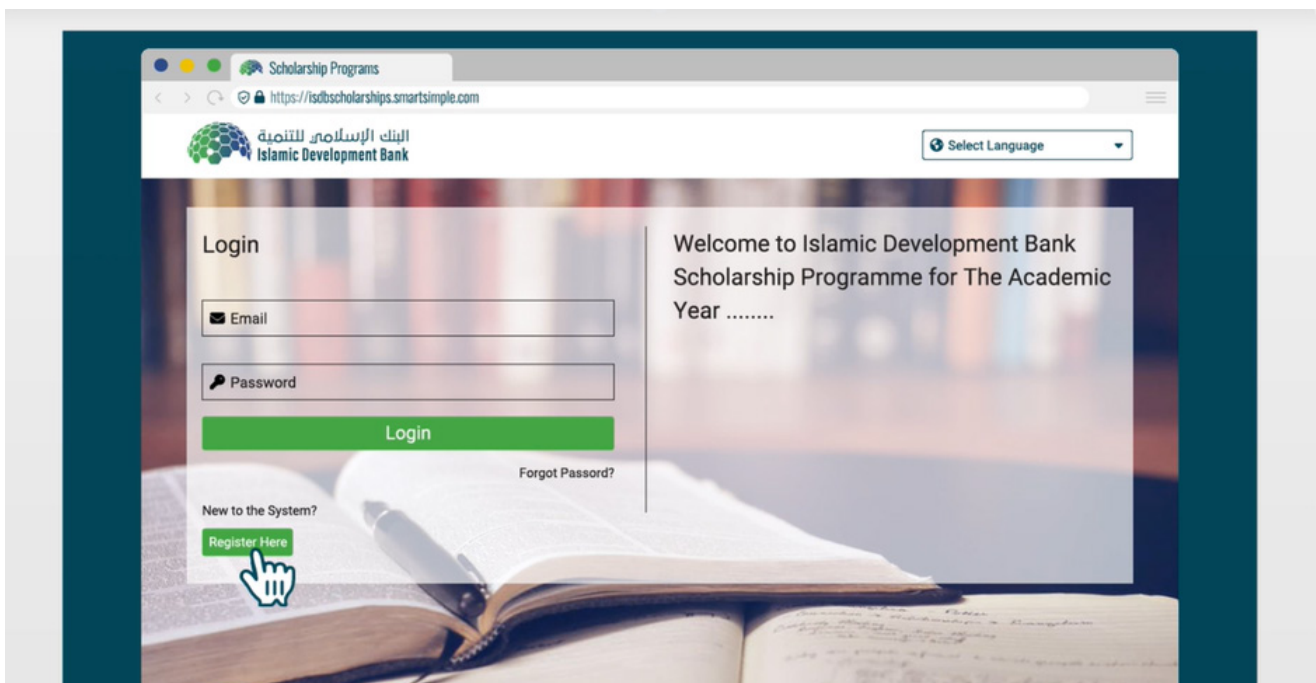 Scholarship Programs
https://isdbscholarships.smartsimple.com
البنك الإسلامي للتنمية
Islamic Development Bank
Select Language
Login
Email
Password
Login
Forgot Passord?
New to the System?
Register Here
Welcome to Islamic Development Bank
Scholarship Programme for The Academic
Year ........